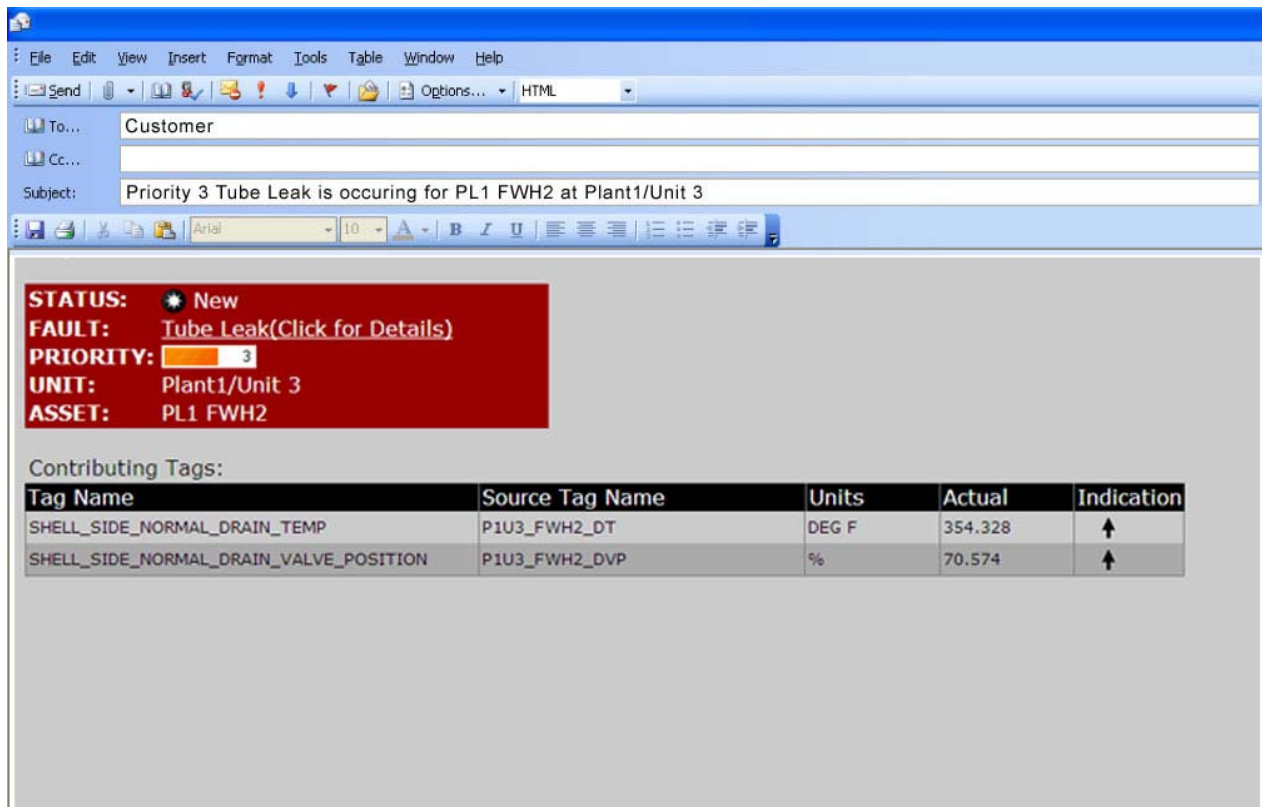 File Edit View Insert Format Tools Table Window Help
Send Options... HTML
To... Customer
Cc...
Subject: Priority 3 Tube Leak is occuring for PL1 FWH2 at Plant1/Unit 3
Arial 10 A B I U
STATUS: New
FAULT: Tube Leak(Click for Details)
PRIORITY: 3
UNIT: Plant1/Unit 3
ASSET: PL1 FWH2
Contributing Tags:
Tag Name Source Tag Name Units Actual Indication
SHELL_SIDE_NORMAL_DRAIN_TEMP P1U3_FWH2_DT DEG F 354.328
SHELL_SIDE_NORMAL_DRAIN_VALVE_POSITION P1U3_FWH2_DVP % 70.574